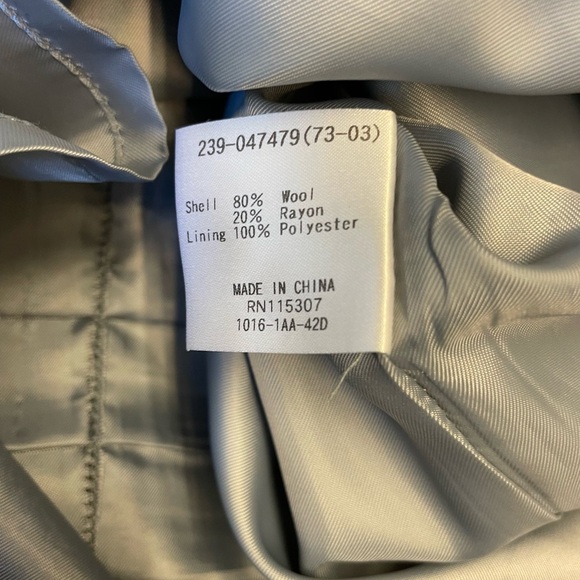 239-047479(73-03)
Shell 80% Wool
20% Rayon
Lining 100% Polyester
MADE IN CHINA
RN115307
1016-1AA-42D